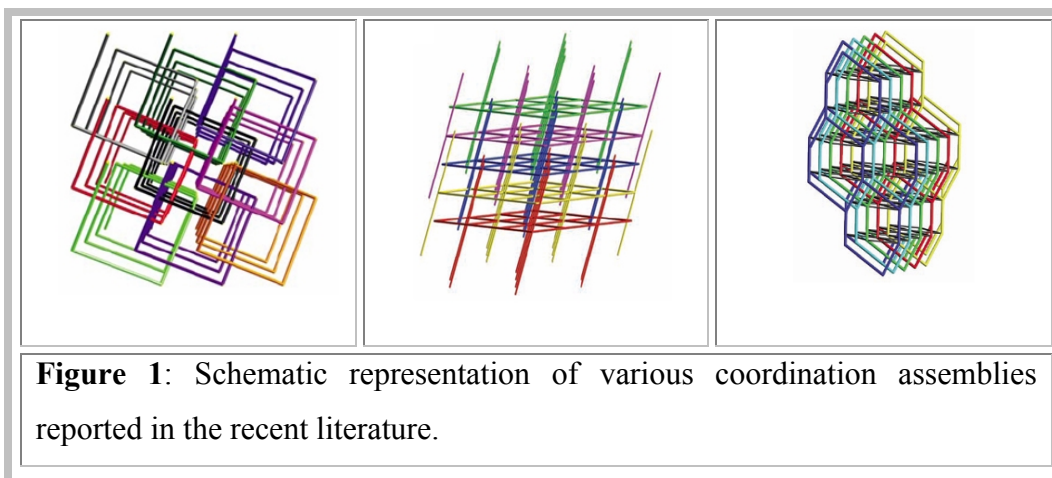 Figure 1: Schematic representation of various coordination assemblies
reported in the recent literature.